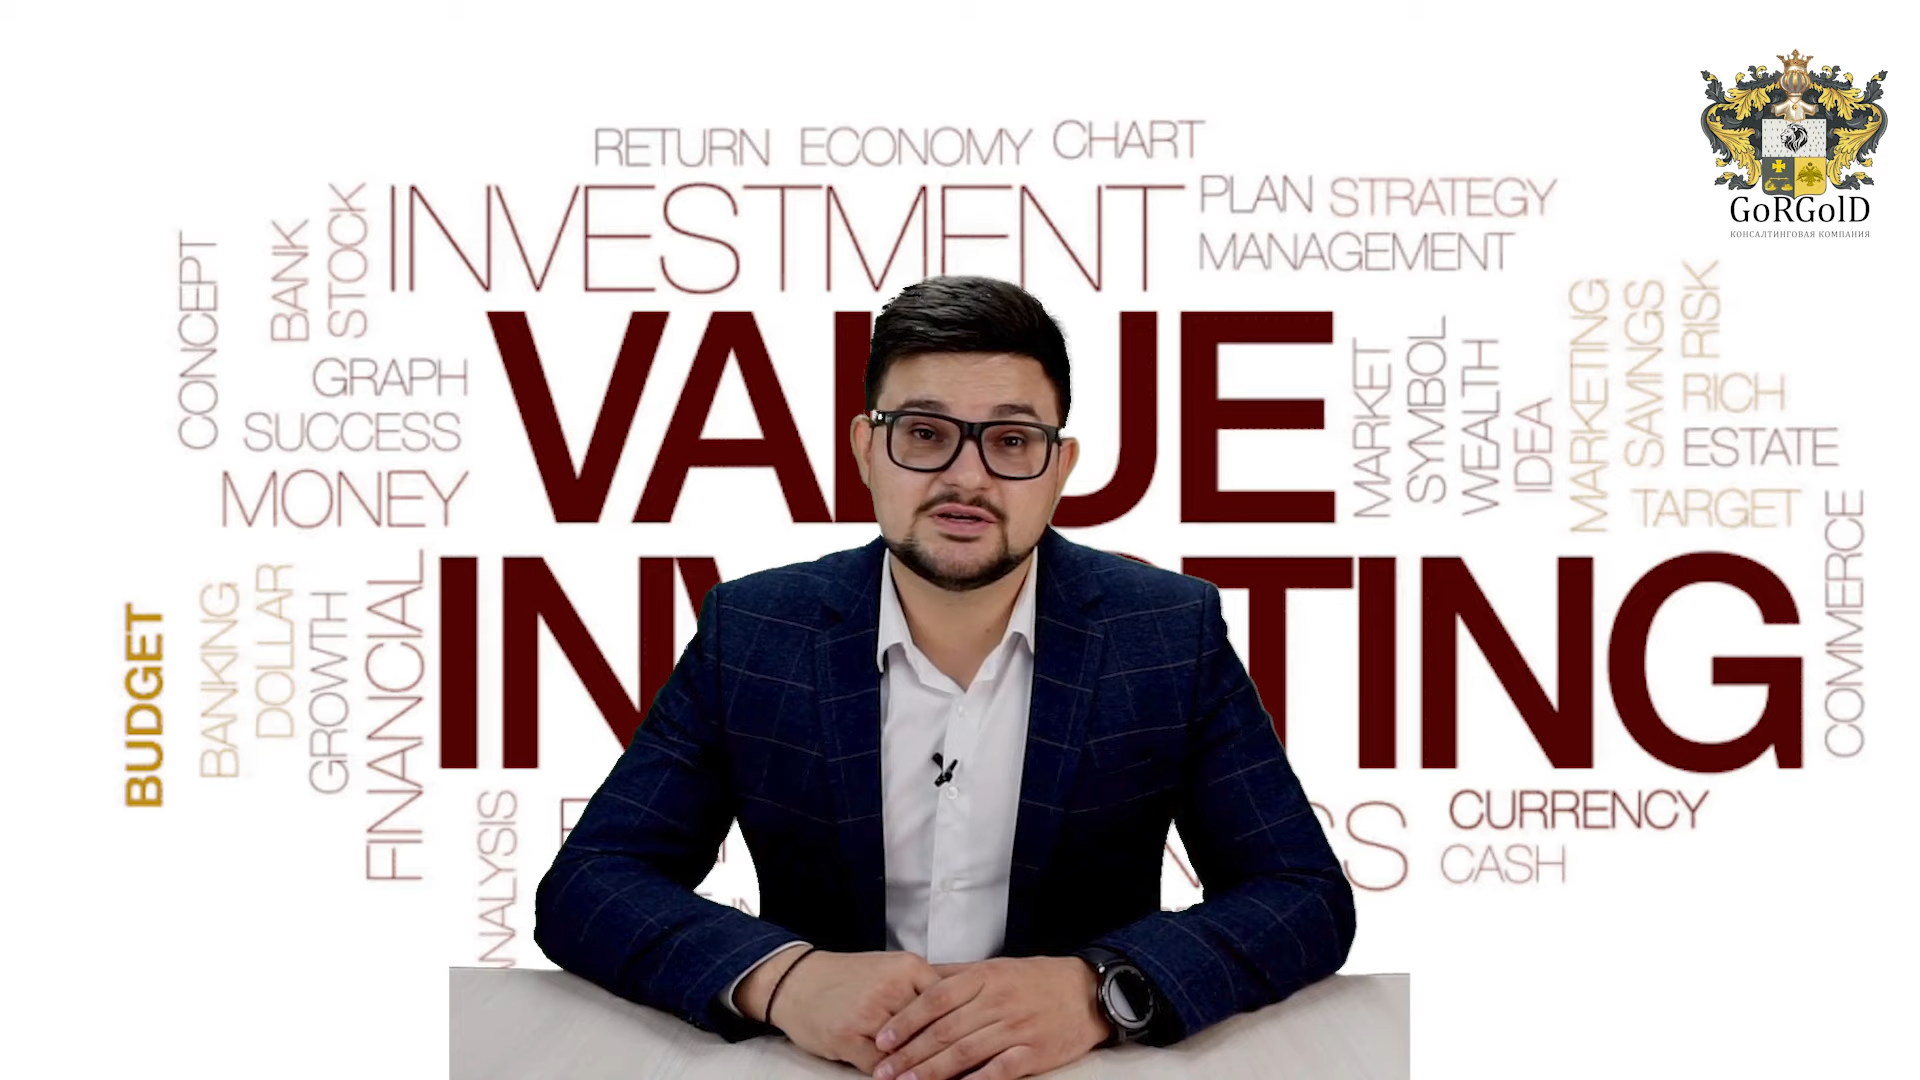 RETURN ECONOMY CHART
INVESTMENT
PLAN STRATEGY
MANAGEMENT
CONCEPT
BANK
STOCK
GRAPH
SUCCESS
MONEY
VALUE
MARKET
SYMBOL
WEALTH
IDEA
MARKETING
SAVINGS
RISK
RICH
ESTATE
TARGET
COMMERCE
BUDGET
BANKING
DOLLAR
GROWTH
FINANCIAL
CURRENCY
CASH
GoRGolD
КОНСАЛТИНГОВАЯ КОМПАНИЯ